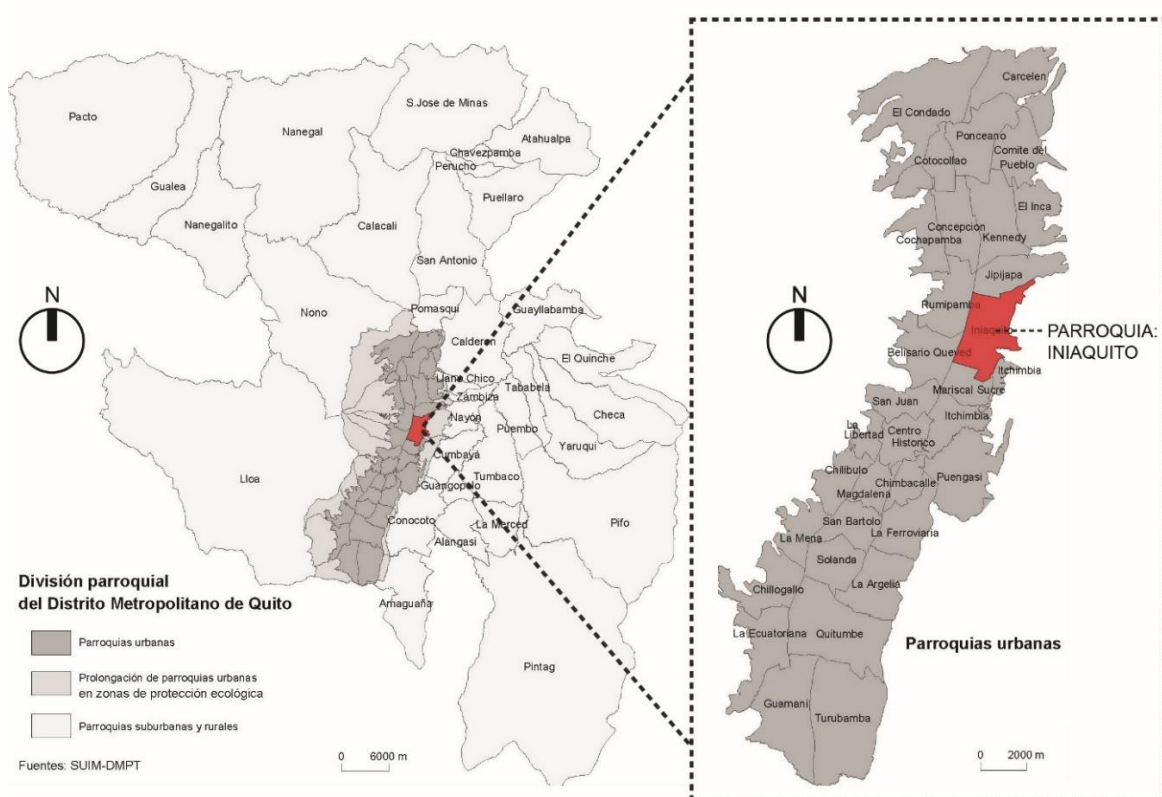 Pacto
S.Jose de Minas
Nanegal
Atahualpa
Chavezpamba
Perucho
Gualea
Puellaro
Nanegalito
Calacali
San Antonio
N
Nono
Pomasqui
Guayllabamba
Calderon
El Quinche
Llano Chico
Tababela
Zambiza
Checa
Nayón
Puembo
Yaruqui
Cumbayá
Lloa
Tumbaco
Guangopolo
Conocoto
La Merced
Pifo
Alangasi
Amaguaña
Pintag
División parroquial
del Distrito Metropolitano de Quito
Parroquias urbanas
Prolongación de parroquias urbanas
en zonas de protección ecológica
Parroquias suburbanas y rurales
Fuentes: SUIM-DMPT
0 6000 m
Carcelen
El Condado
Ponceano
Comite del
Pueblo
Cotocollao
El Inca
Concepcion
Cochapamba
Kennedy
Jipijapa
N
Rumipamba
Iniaquito
PARROQUIA:
INIAQUITO
Belisario Queved
Itchimbia
Mariscal Sucre
San Juan
Itchimbia
La
Libertad
Centro
Historico
Chilibulo
Chimbacalle
Puengasi
Magdalena
San Bartolo
La Ferroviaria
La Mena
Solanda
La Argelia
Chillogallo
La Ecuatoriana
Quitumbe
Parroquias urbanas
Guamani
Turubamba
0 2000 m